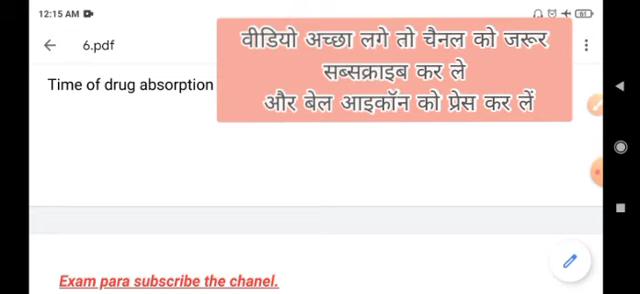 12:15 AM
61
6.pdf
वीडियो अच्छा लगे तो चैनल को जरूर
सब्सक्राइब कर ले
और बेल आइकॉन को प्रेस कर लें
Time of drug absorption
Exam para subscribe the chanel.